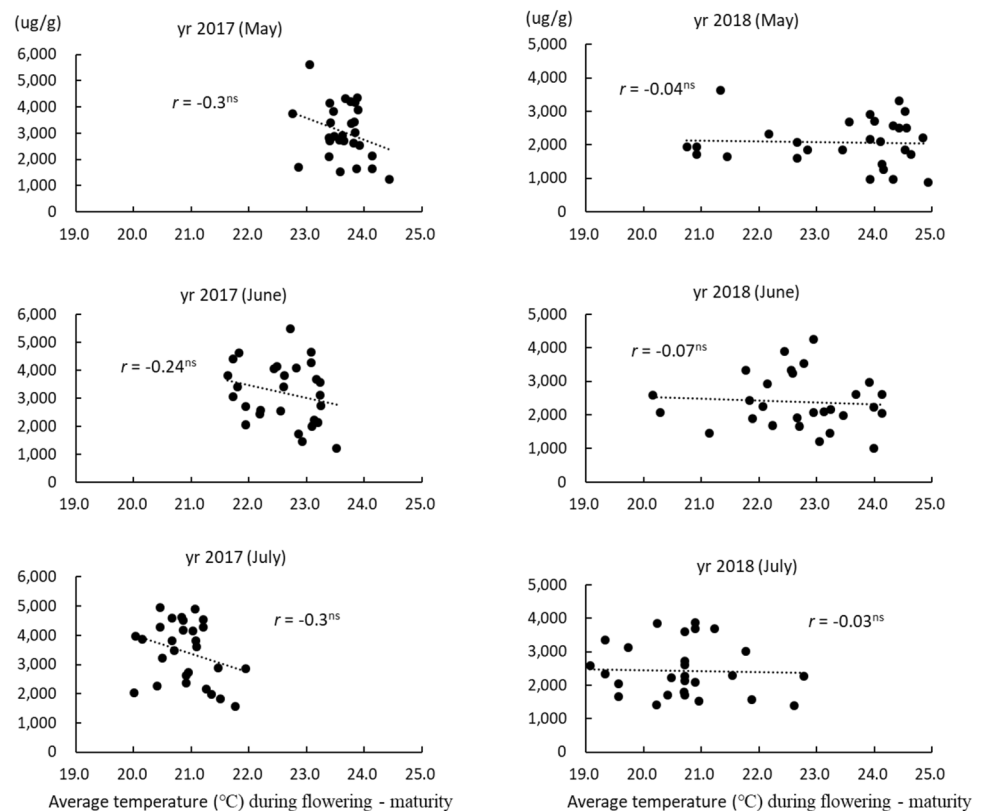 (ug/g)
yr 2017 (May)
6,000
5,000
4,000
3,000
2,000
1,000
0
r = -0.3ns
19.0 20.0 21.0 22.0 23.0 24.0 25.0
(ug/g)
yr 2018 (May)
5,000
4,000
3,000
2,000
1,000
0
r = -0.04ns
19.0 20.0 21.0 22.0 23.0 24.0 25.0
yr 2017 (June)
6,000
5,000
4,000
3,000
2,000
1,000
0
r = -0.24ns
19.0 20.0 21.0 22.0 23.0 24.0 25.0
yr 2018 (June)
5,000
4,000
3,000
2,000
1,000
0
r = -0.07ns
19.0 20.0 21.0 22.0 23.0 24.0 25.0
yr 2017 (July)
6,000
5,000
4,000
3,000
2,000
1,000
0
r = -0.3ns
19.0 20.0 21.0 22.0 23.0 24.0 25.0
Average temperature (℃) during flowering - maturity
yr 2018 (July)
5,000
4,000
3,000
2,000
1,000
0
r = -0.03ns
19.0 20.0 21.0 22.0 23.0 24.0 25.0
Average temperature (℃) during flowering - maturity